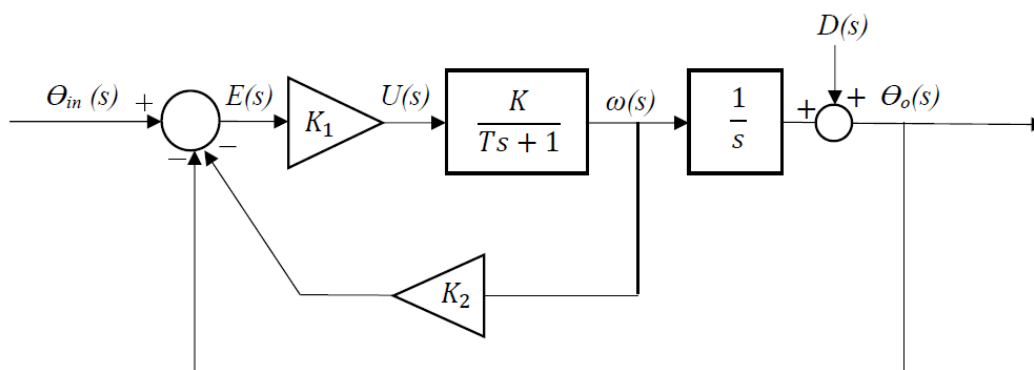 D(s)
ϴin (s) + E(s) K1 U(s) K/(Ts + 1) ω(s) 1/s + + ϴo(s)
− −
K2